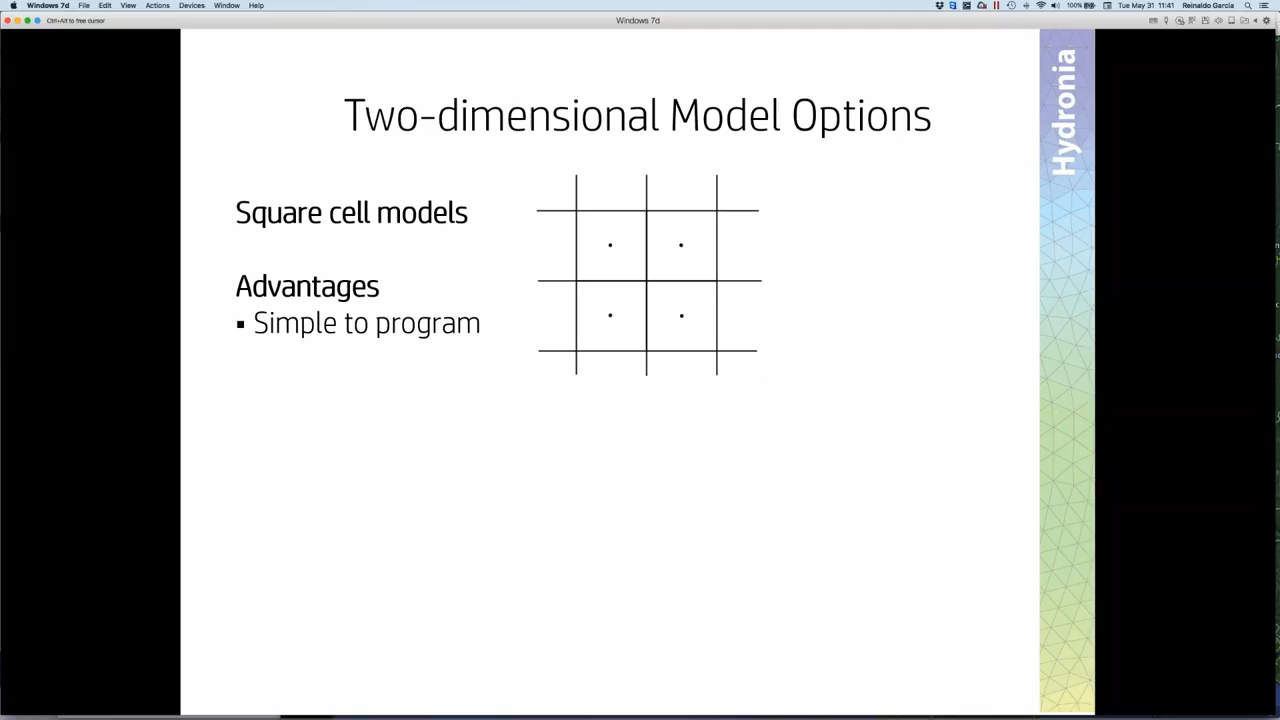 Windows 7d File Edit View Actions Devices Window Help
100% Tue May 31 11:41 Reinaldo Garcia
Ctrl+Alt to free cursor
Windows 7d
Hydronia
Two-dimensional Model Options
Square cell models
Advantages
▪ Simple to program